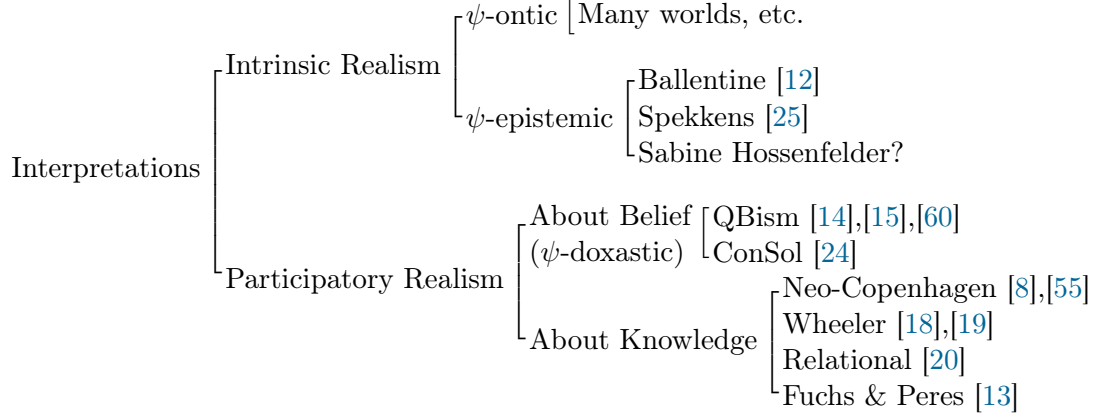 ψ-ontic Many worlds, etc.
Intrinsic Realism
Ballentine [12]
ψ-epistemic Spekkens [25]
Sabine Hossenfelder?
Interpretations
About Belief QBism [14],[15],[60]
(ψ-doxastic) ConSol [24]
Participatory Realism
Neo-Copenhagen [8],[55]
Wheeler [18],[19]
About Knowledge
Relational [20]
Fuchs & Peres [13]